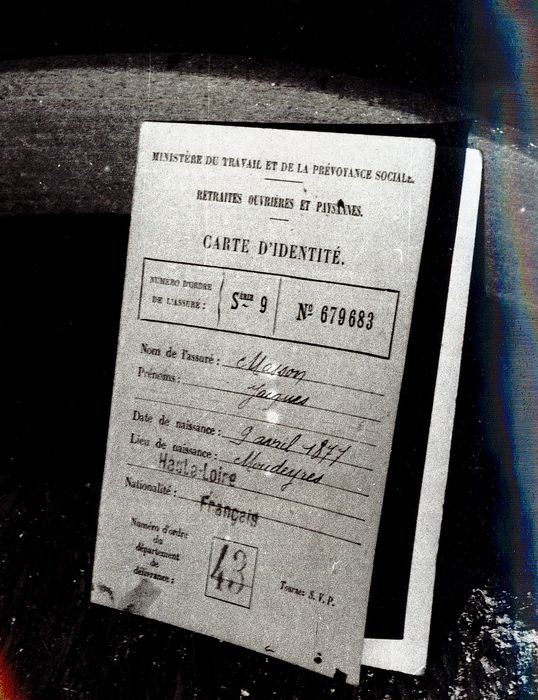 MINISTÈRE DU TRAVAIL ET DE LA PRÉVOYANCE SOCIALE.
RETRAITES OUVRIÈRES ET PAYSANNES.
CARTE D'IDENTITÉ.
NUMÉRO D'ORDRE
DE L'ASSURÉ :
Série 9
Nº 679683
Nom de l'assuré : Masson
Prénoms : Jacques
Date de naissance : 9 avril 1877
Lieu de naissance : Moudeyres
Haute-Loire
Nationalité : Français
Numéro d'ordre
du
département
de
délivrance :
43
Tournez S. V. P.